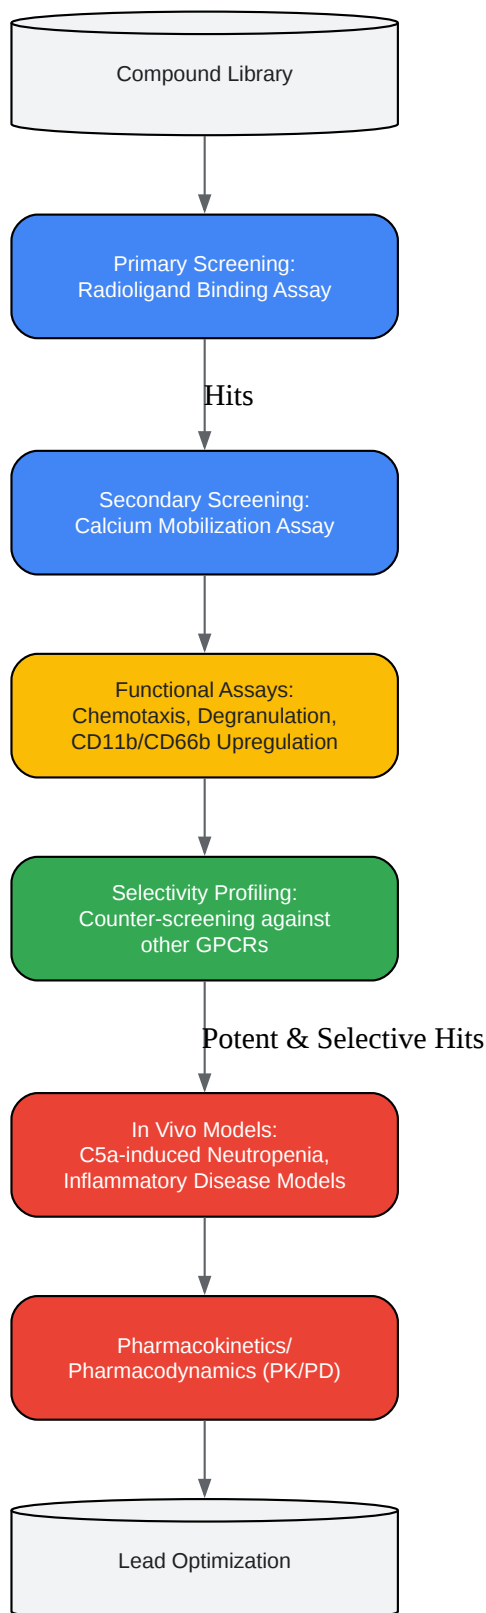 Compound Library
Primary Screening:
Radioligand Binding Assay
Hits
Secondary Screening:
Calcium Mobilization Assay
Functional Assays:
Chemotaxis, Degranulation,
CD11b/CD66b Upregulation
Selectivity Profiling:
Counter-screening against
other GPCRs
Potent & Selective Hits
In Vivo Models:
C5a-induced Neutropenia,
Inflammatory Disease Models
Pharmacokinetics/
Pharmacodynamics (PK/PD)
Lead Optimization